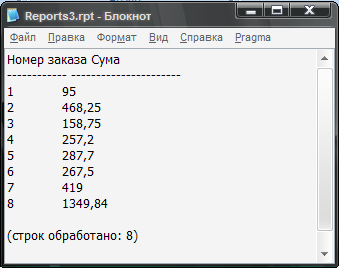 Reports3.rpt - Блокнот
Файл Правка Формат Вид Справка Pragma
Номер заказа Сума
------------ ----------------------
1 95
2 468,25
3 158,75
4 257,2
5 287,7
6 267,5
7 419
8 1349,84
(строк обработано: 8)